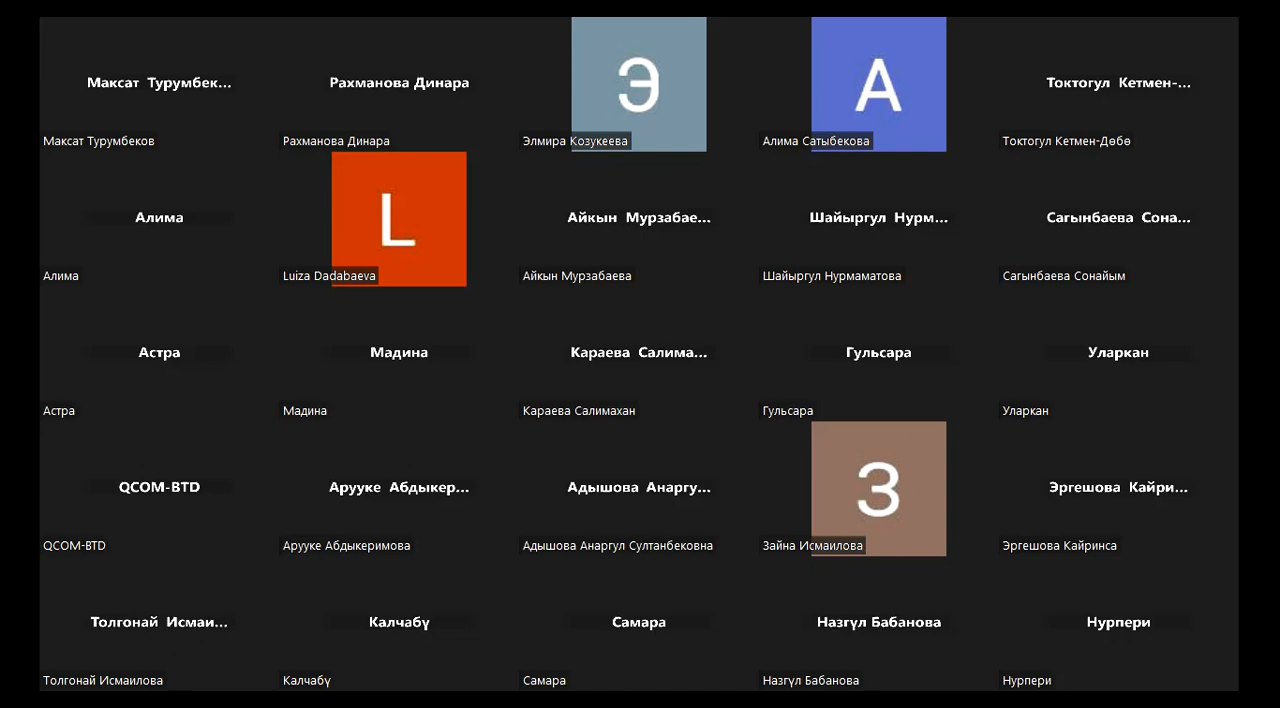 Максат Турумбек... Рахманова Динара Э А Токтогул Кетмен-...
Максат Турумбеков Рахманова Динара Элмира Козукеева Алима Сатыбекова Токтогул Кетмен-Дөбө
Алима L Айкын Мурзабае... Шайыргул Нурм... Сагынбаева Сона...
Алима Luiza Dadabaeva Айкын Мурзабаева Шайыргул Нурмаматова Сагынбаева Сонайым
Астра Мадина Караева Салима... Гульсара Уларкан
Астра Мадина Караева Салимахан Гульсара Уларкан
QCOM-BTD Арууке Абдыкер... Адышова Анаргу... З Эргешова Кайри...
QCOM-BTD Арууке Абдыкеримова Адышова Анаргул Султанбековна Зайна Исмаилова Эргешова Кайринса
Толгонай Исмаи... Калчабү Самара Назгүл Бабанова Нурпери
Толгонай Исмаилова Калчабү Самара Назгүл Бабанова Нурпери